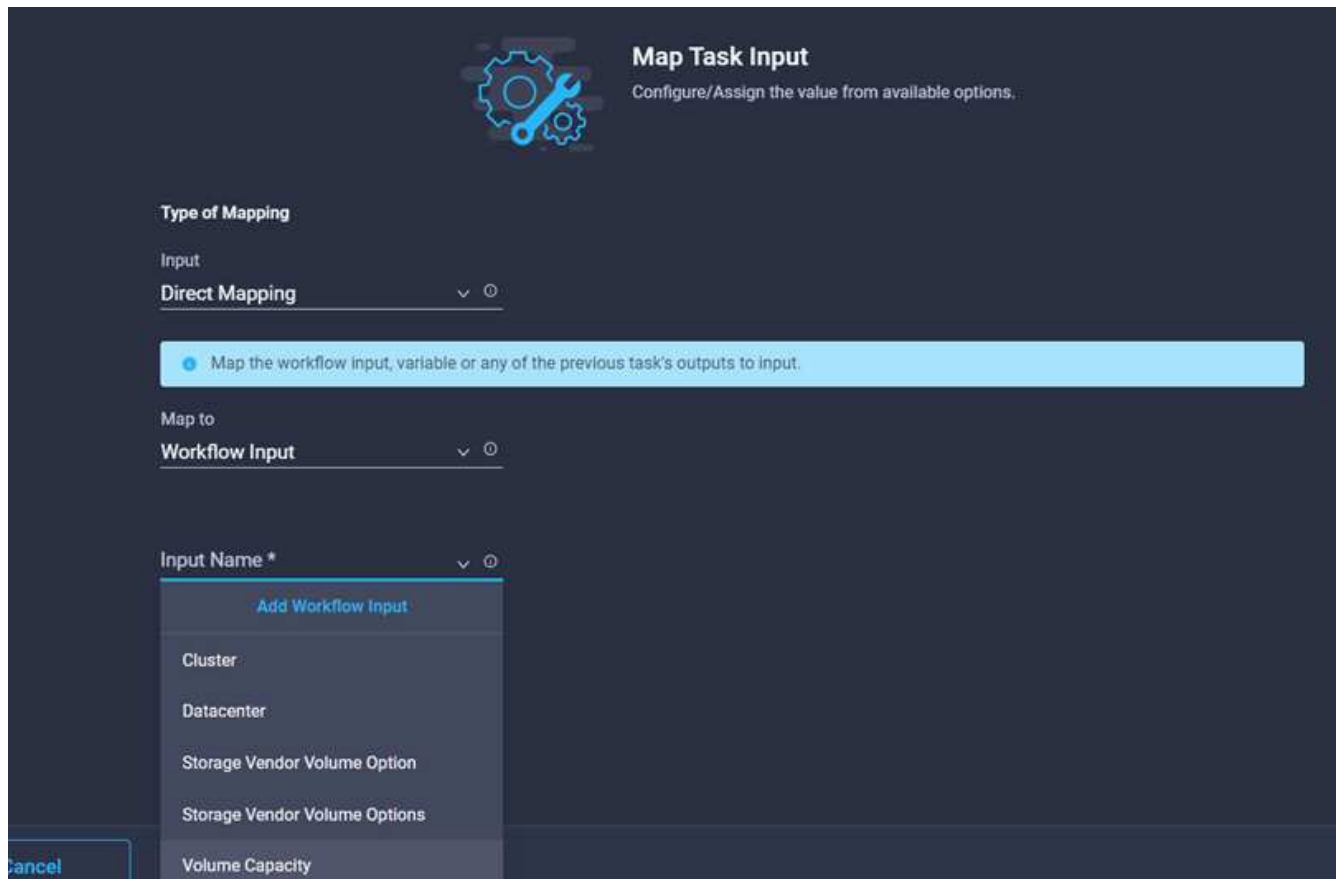 Map Task Input
Configure/Assign the value from available options.
Type of Mapping
Input
Direct Mapping
Map the workflow input, variable or any of the previous task's outputs to input.
Map to
Workflow Input
Input Name *
Add Workflow Input
Cluster
Datacenter
Storage Vendor Volume Option
Storage Vendor Volume Options
Cancel
Volume Capacity